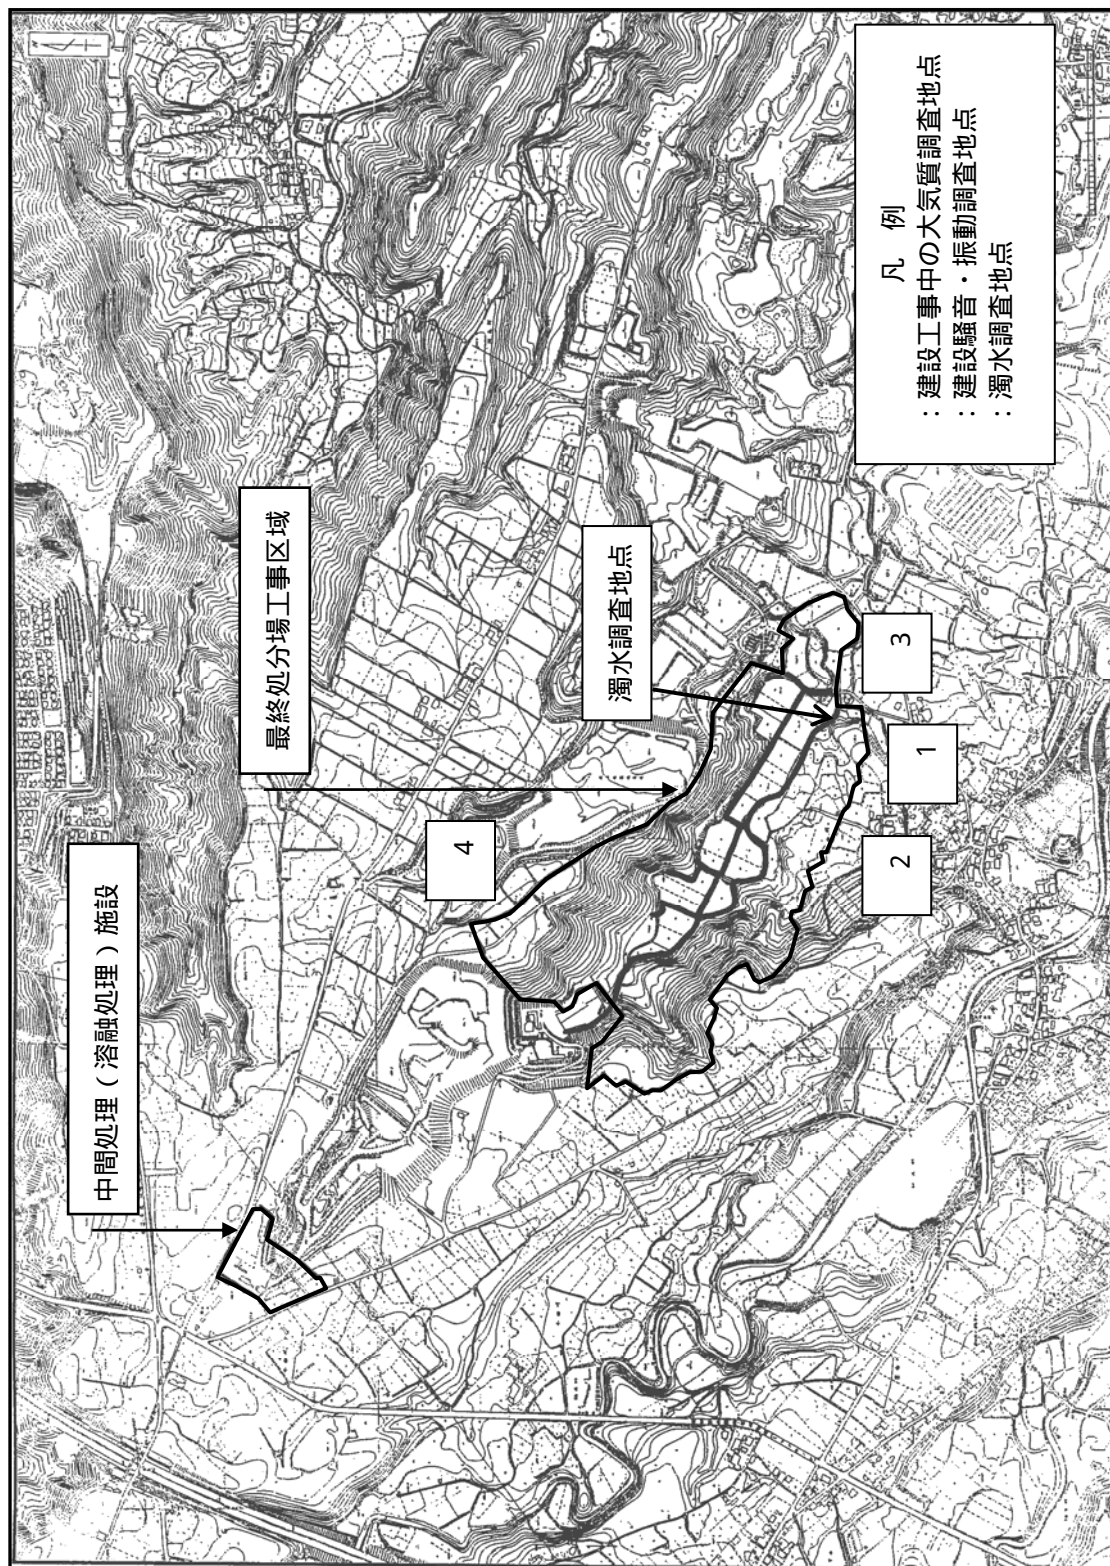 中間処理（溶融処理）施設
最終処分場工事区域
濁水調査地点
4
2
1
3
凡　例
：建設工事中の大気質調査地点
：建設騒音・振動調査地点
：濁水調査地点